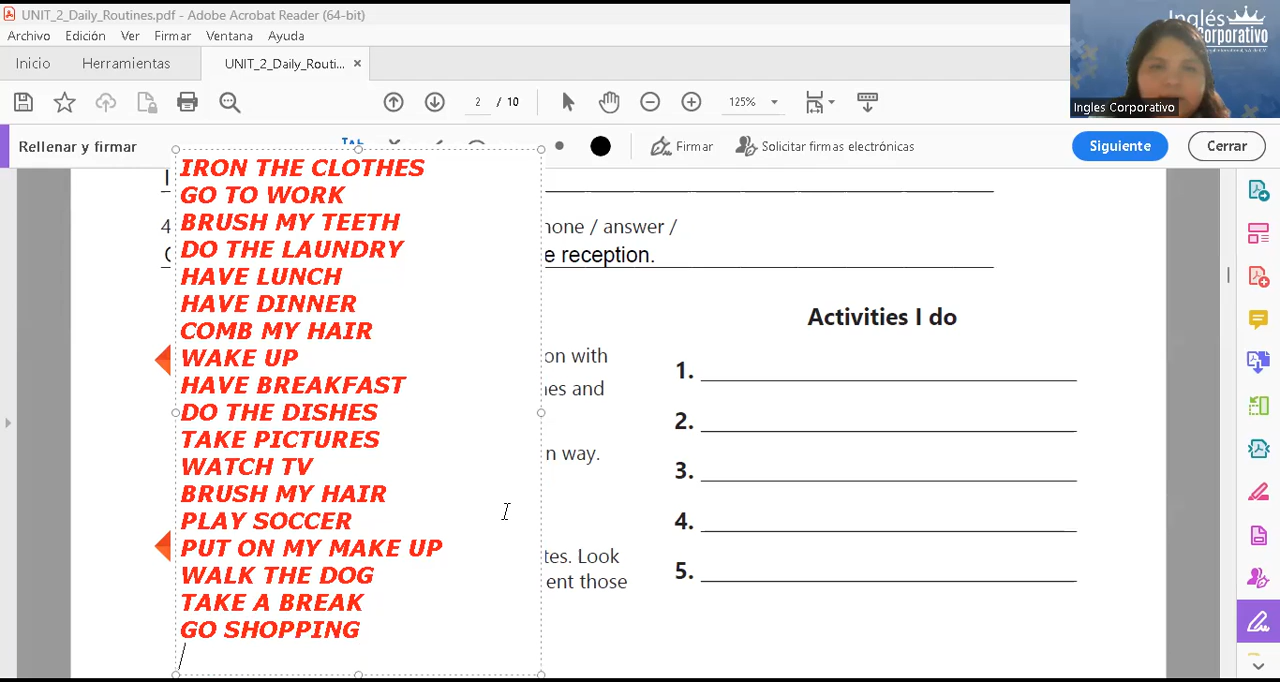 UNIT_2_Daily_Routines.pdf - Adobe Acrobat Reader (64-bit)
Archivo Edición Ver Firmar Ventana Ayuda
Inglés
Corporativo
Inicio Herramientas UNIT_2_Daily_Routi... ×
2 / 10 125%
Ingles Corporativo
Rellenar y firmar Firmar Solicitar firmas electrónicas Siguiente Cerrar
IRON THE CLOTHES
GO TO WORK
BRUSH MY TEETH
DO THE LAUNDRY
HAVE LUNCH
HAVE DINNER
COMB MY HAIR
WAKE UP
HAVE BREAKFAST
DO THE DISHES
TAKE PICTURES
WATCH TV
BRUSH MY HAIR
PLAY SOCCER
PUT ON MY MAKE UP
WALK THE DOG
TAKE A BREAK
GO SHOPPING
4
hone / answer /
e reception.
on with
nes and
n way.
tes. Look
ent those
Activities I do
1.
2.
3.
4.
5.